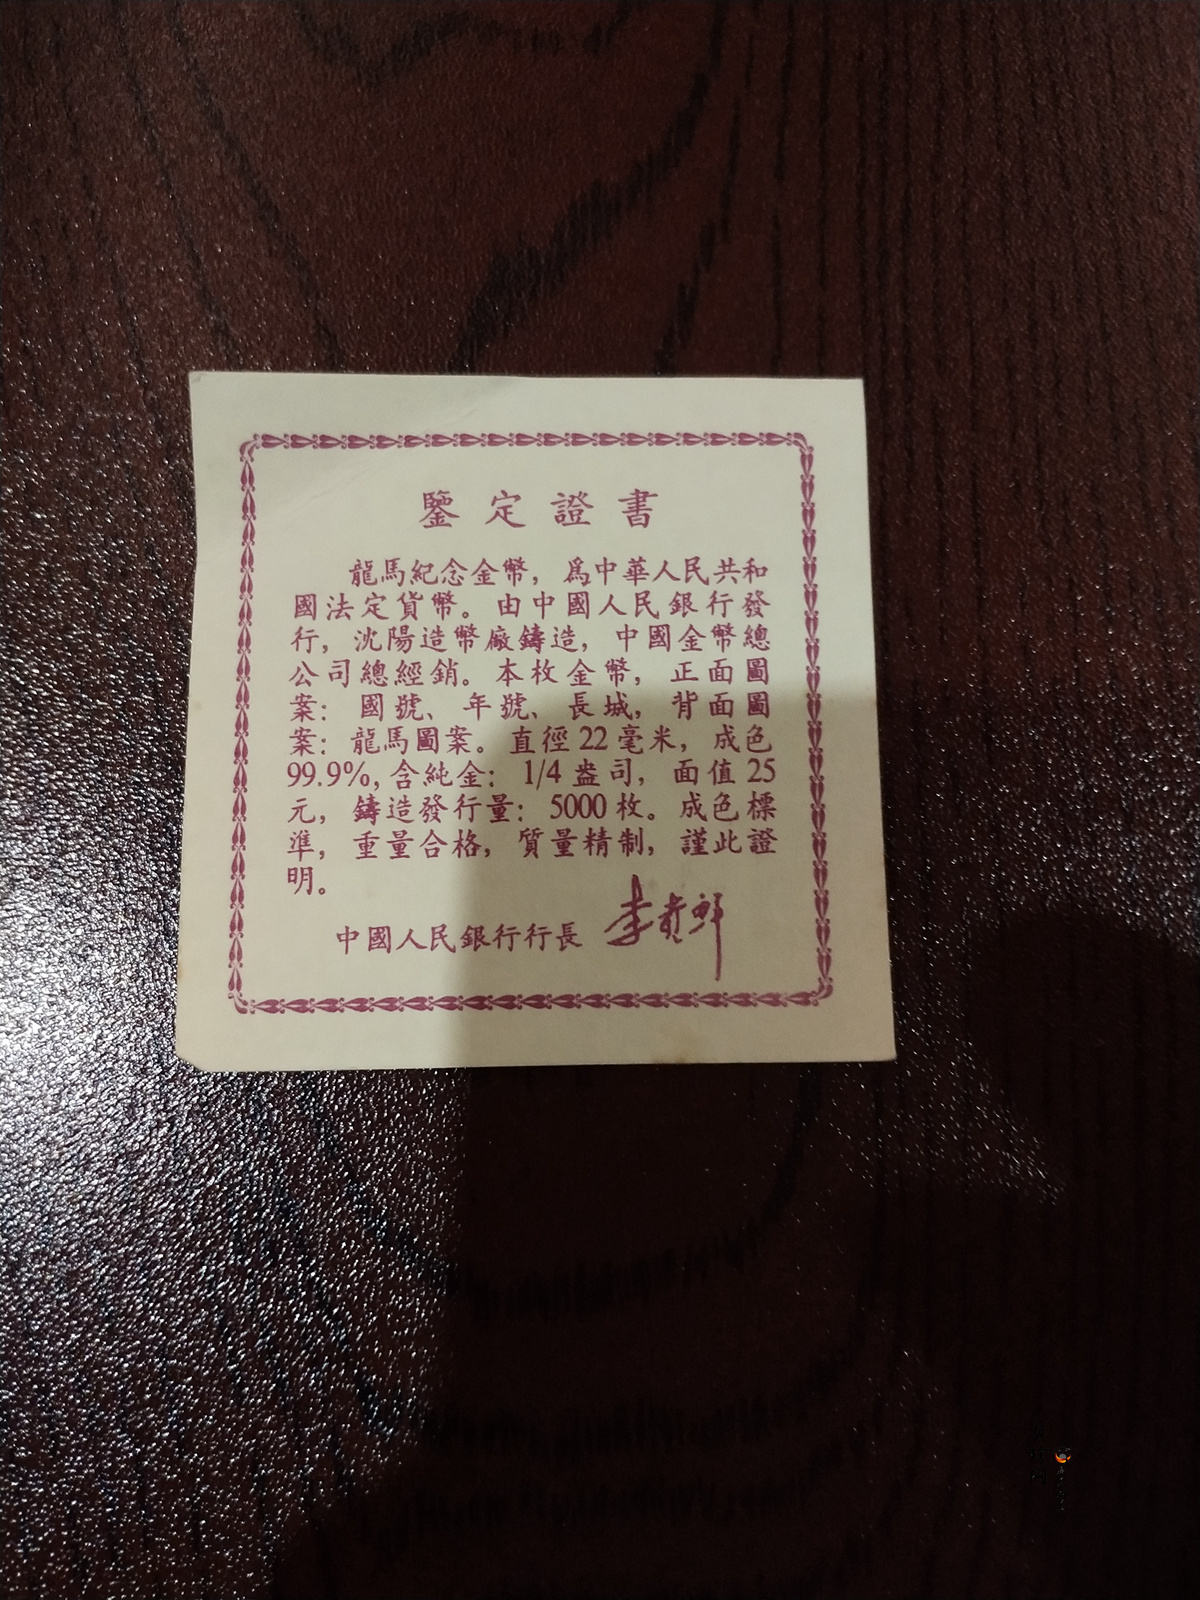 鑒定證書
龍馬紀念金幣，爲中華人民共和
國法定貨幣。由中國人民銀行發
行，沈陽造幣廠鑄造，中國金幣總
公司總經銷。本枚金幣，正面圖
案：國號、年號、長城，背面圖
案：龍馬圖案。直徑22毫米，成色
99.9%，含純金：1/4盎司，面值25
元，鑄造發行量：5000枚。成色標
準，重量合格，質量精制，謹此證
明。
中國人民銀行行長 李貴鲜